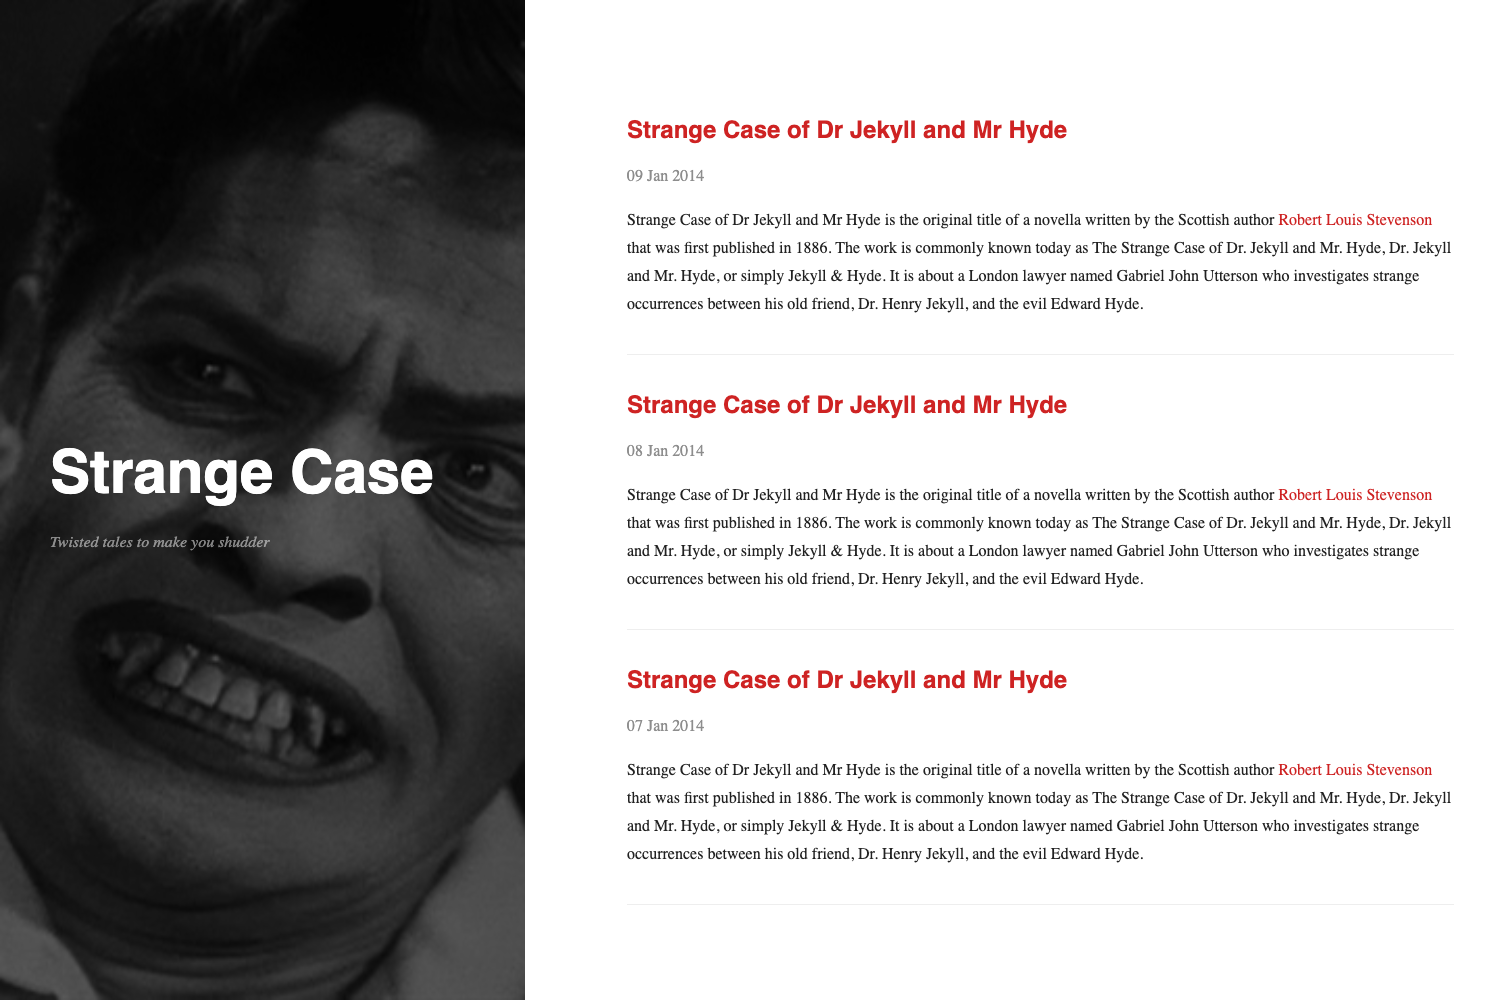 Strange Case
Twisted tales to make you shudder
Strange Case of Dr Jekyll and Mr Hyde
09 Jan 2014
Strange Case of Dr Jekyll and Mr Hyde is the original title of a novella written by the Scottish author Robert Louis Stevenson
that was first published in 1886. The work is commonly known today as The Strange Case of Dr. Jekyll and Mr. Hyde, Dr. Jekyll
and Mr. Hyde, or simply Jekyll & Hyde. It is about a London lawyer named Gabriel John Utterson who investigates strange
occurrences between his old friend, Dr. Henry Jekyll, and the evil Edward Hyde.
Strange Case of Dr Jekyll and Mr Hyde
08 Jan 2014
Strange Case of Dr Jekyll and Mr Hyde is the original title of a novella written by the Scottish author Robert Louis Stevenson
that was first published in 1886. The work is commonly known today as The Strange Case of Dr. Jekyll and Mr. Hyde, Dr. Jekyll
and Mr. Hyde, or simply Jekyll & Hyde. It is about a London lawyer named Gabriel John Utterson who investigates strange
occurrences between his old friend, Dr. Henry Jekyll, and the evil Edward Hyde.
Strange Case of Dr Jekyll and Mr Hyde
07 Jan 2014
Strange Case of Dr Jekyll and Mr Hyde is the original title of a novella written by the Scottish author Robert Louis Stevenson
that was first published in 1886. The work is commonly known today as The Strange Case of Dr. Jekyll and Mr. Hyde, Dr. Jekyll
and Mr. Hyde, or simply Jekyll & Hyde. It is about a London lawyer named Gabriel John Utterson who investigates strange
occurrences between his old friend, Dr. Henry Jekyll, and the evil Edward Hyde.